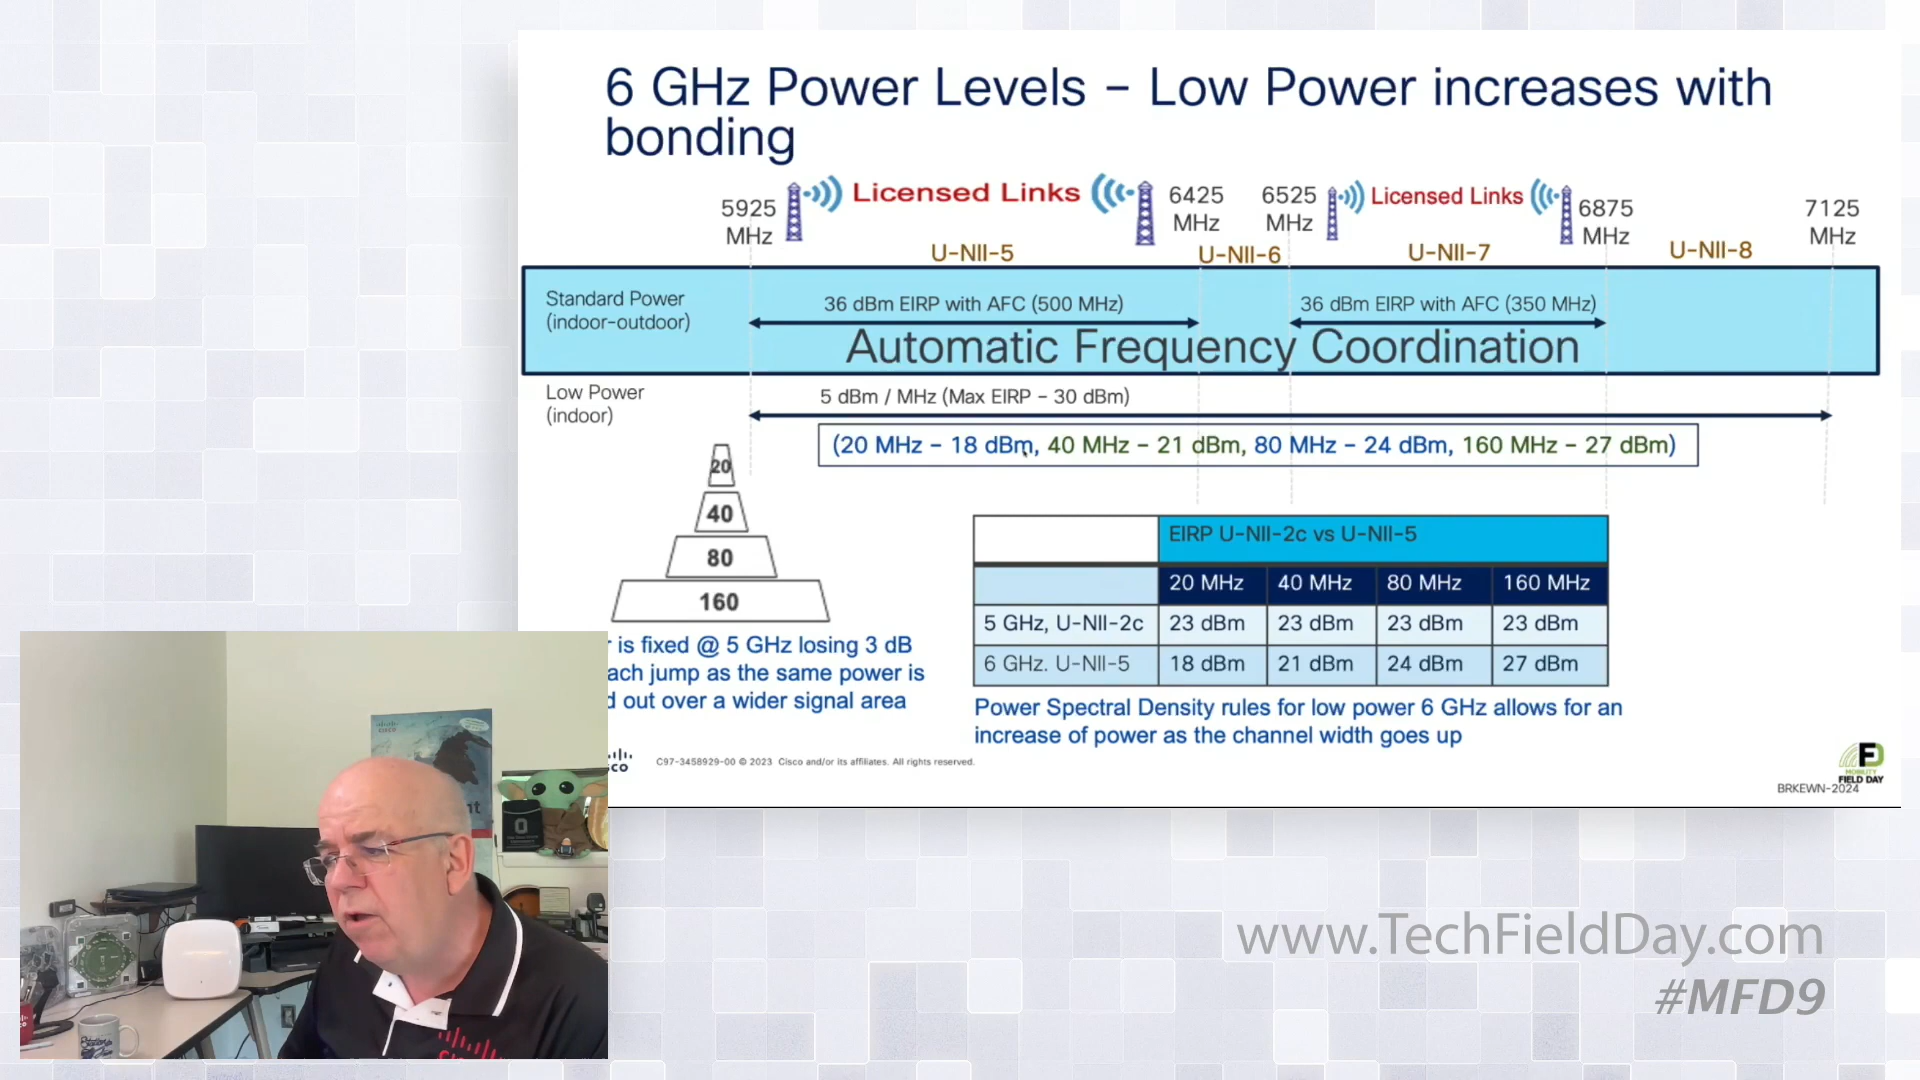 6 GHz Power Levels – Low Power increases with
bonding
Licensed Links
Licensed Links
5925
MHz
6425
MHz
6525
MHz
6875
MHz
7125
MHz
U-NII-5
U-NII-6
U-NII-7
U-NII-8
Standard Power
(indoor-outdoor)
36 dBm EIRP with AFC (500 MHz)
36 dBm EIRP with AFC (350 MHz)
Automatic Frequency Coordination
Low Power
(indoor)
5 dBm / MHz (Max EIRP – 30 dBm)
(20 MHz – 18 dBm, 40 MHz – 21 dBm, 80 MHz – 24 dBm, 160 MHz – 27 dBm)
20
40
80
160
EIRP U-NII-2c vs U-NII-5
20 MHz 40 MHz 80 MHz 160 MHz
5 GHz, U-NII-2c 23 dBm 23 dBm 23 dBm 23 dBm
6 GHz. U-NII-5 18 dBm 21 dBm 24 dBm 27 dBm
is fixed @ 5 GHz losing 3 dB
ach jump as the same power is
d out over a wider signal area
Power Spectral Density rules for low power 6 GHz allows for an
increase of power as the channel width goes up
C97-3458929-00 © 2023 Cisco and/or its affiliates. All rights reserved.
MOBILITY
FIELD DAY
BRKEWN-2024
www.TechFieldDay.com
#MFD9